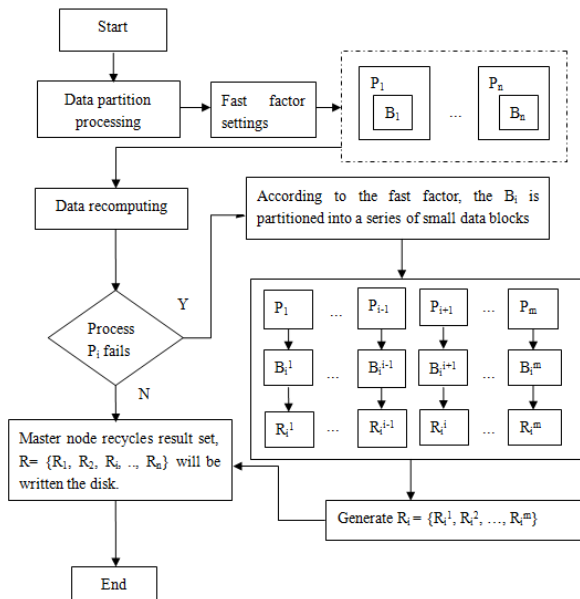 Start
Data partition
processing
Fast factor
settings
P₁
B₁
...
Pₙ
Bₙ
Data recomputing
According to the fast factor, the Bᵢ is
partitioned into a series of small data blocks
Y
Process
Pᵢ fails
N
P₁ ... Pᵢ₋₁ Pᵢ₊₁ ... Pₘ
Bᵢ¹ ... Bᵢⁱ⁻¹ Bᵢⁱ⁺¹ ... Bᵢᵐ
Rᵢ¹ ... Rᵢⁱ⁻¹ Rᵢⁱ ... Rᵢᵐ
Master node recycles result set,
R= {R₁, R₂, Rᵢ, .., Rₙ} will be
written the disk.
Generate Rᵢ = {Rᵢ¹, Rᵢ², ..., Rᵢᵐ}
End